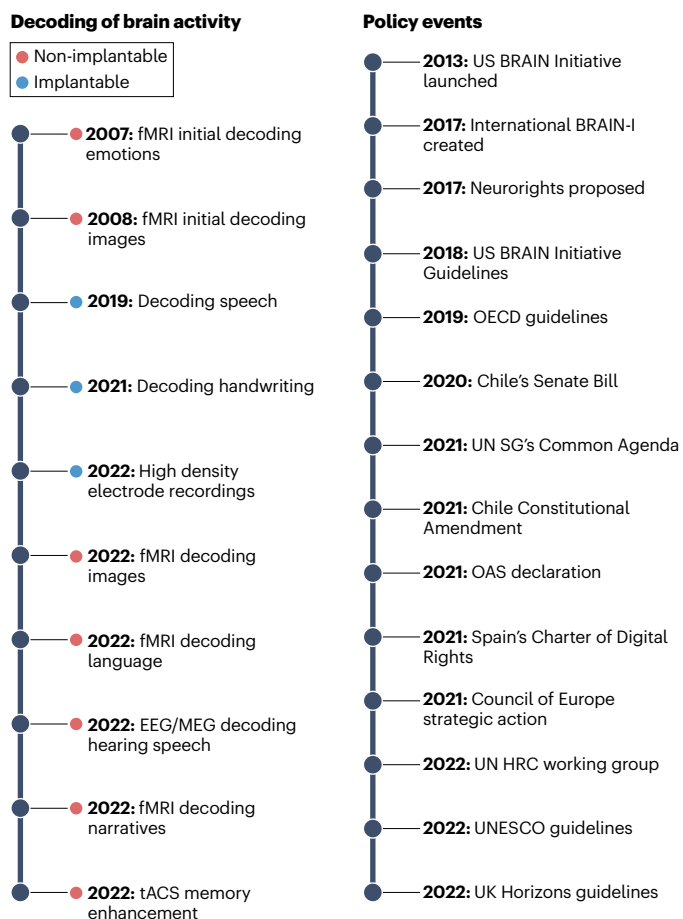 Decoding of brain activity
Non-implantable
Implantable
2007: fMRI initial decoding
emotions
2008: fMRI initial decoding
images
2019: Decoding speech
2021: Decoding handwriting
2022: High density
electrode recordings
2022: fMRI decoding
images
2022: fMRI decoding
language
2022: EEG/MEG decoding
hearing speech
2022: fMRI decoding
narratives
2022: tACS memory
enhancement
Policy events
2013: US BRAIN Initiative
launched
2017: International BRAIN-I
created
2017: Neurorights proposed
2018: US BRAIN Initiative
Guidelines
2019: OECD guidelines
2020: Chile's Senate Bill
2021: UN SG's Common Agenda
2021: Chile Constitutional
Amendment
2021: OAS declaration
2021: Spain's Charter of Digital
Rights
2021: Council of Europe
strategic action
2022: UN HRC working group
2022: UNESCO guidelines
2022: UK Horizons guidelines